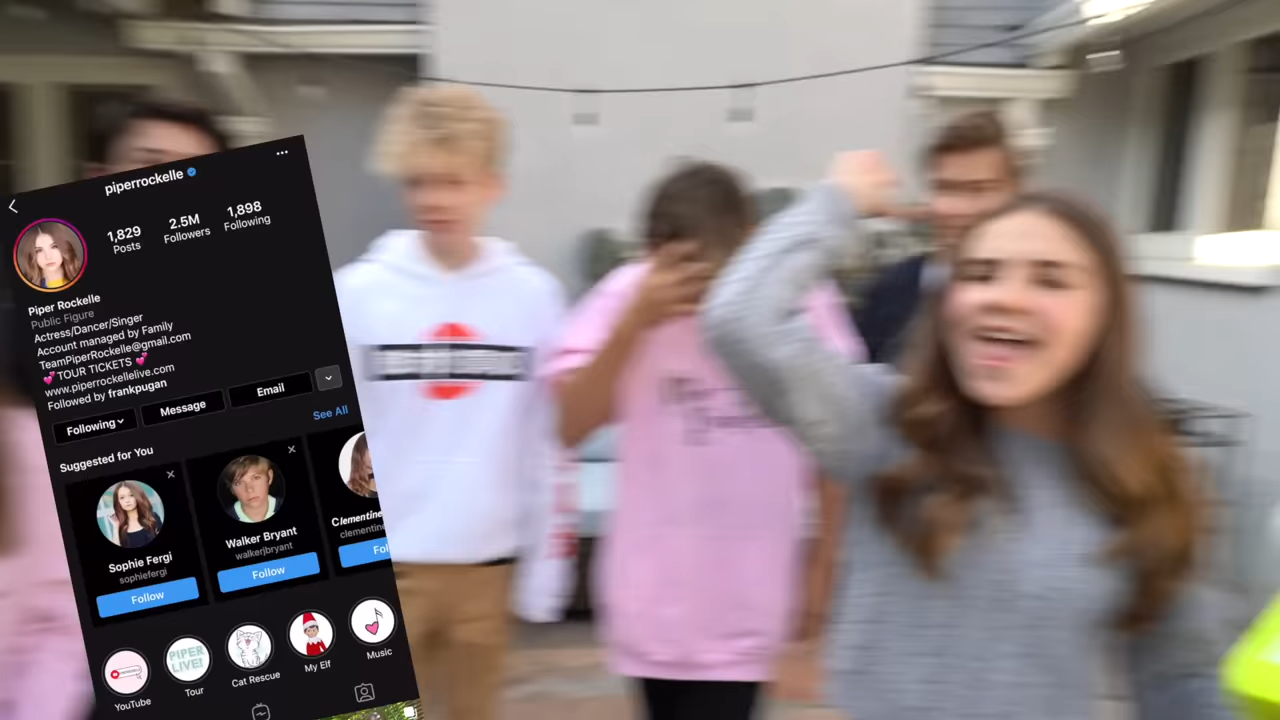 piperrockelle
1,829
Posts
2.5M
Followers
1,898
Following
Piper Rockelle
Public Figure
Actress/Dancer/Singer
Account managed by Family
TeamPiperRockelle@gmail.com
💕 TOUR TICKETS 💕
www.piperrockellelive.com
Followed by frankpugan
Following
Message
Email
Suggested for You
See All
Sophie Fergi
sophiefergi
Follow
Walker Bryant
walkerjbryant
Follow
Clementine
clementine
Fol
YouTube
PIPER
LIVE!
Tour
Cat Rescue
My Elf
Music